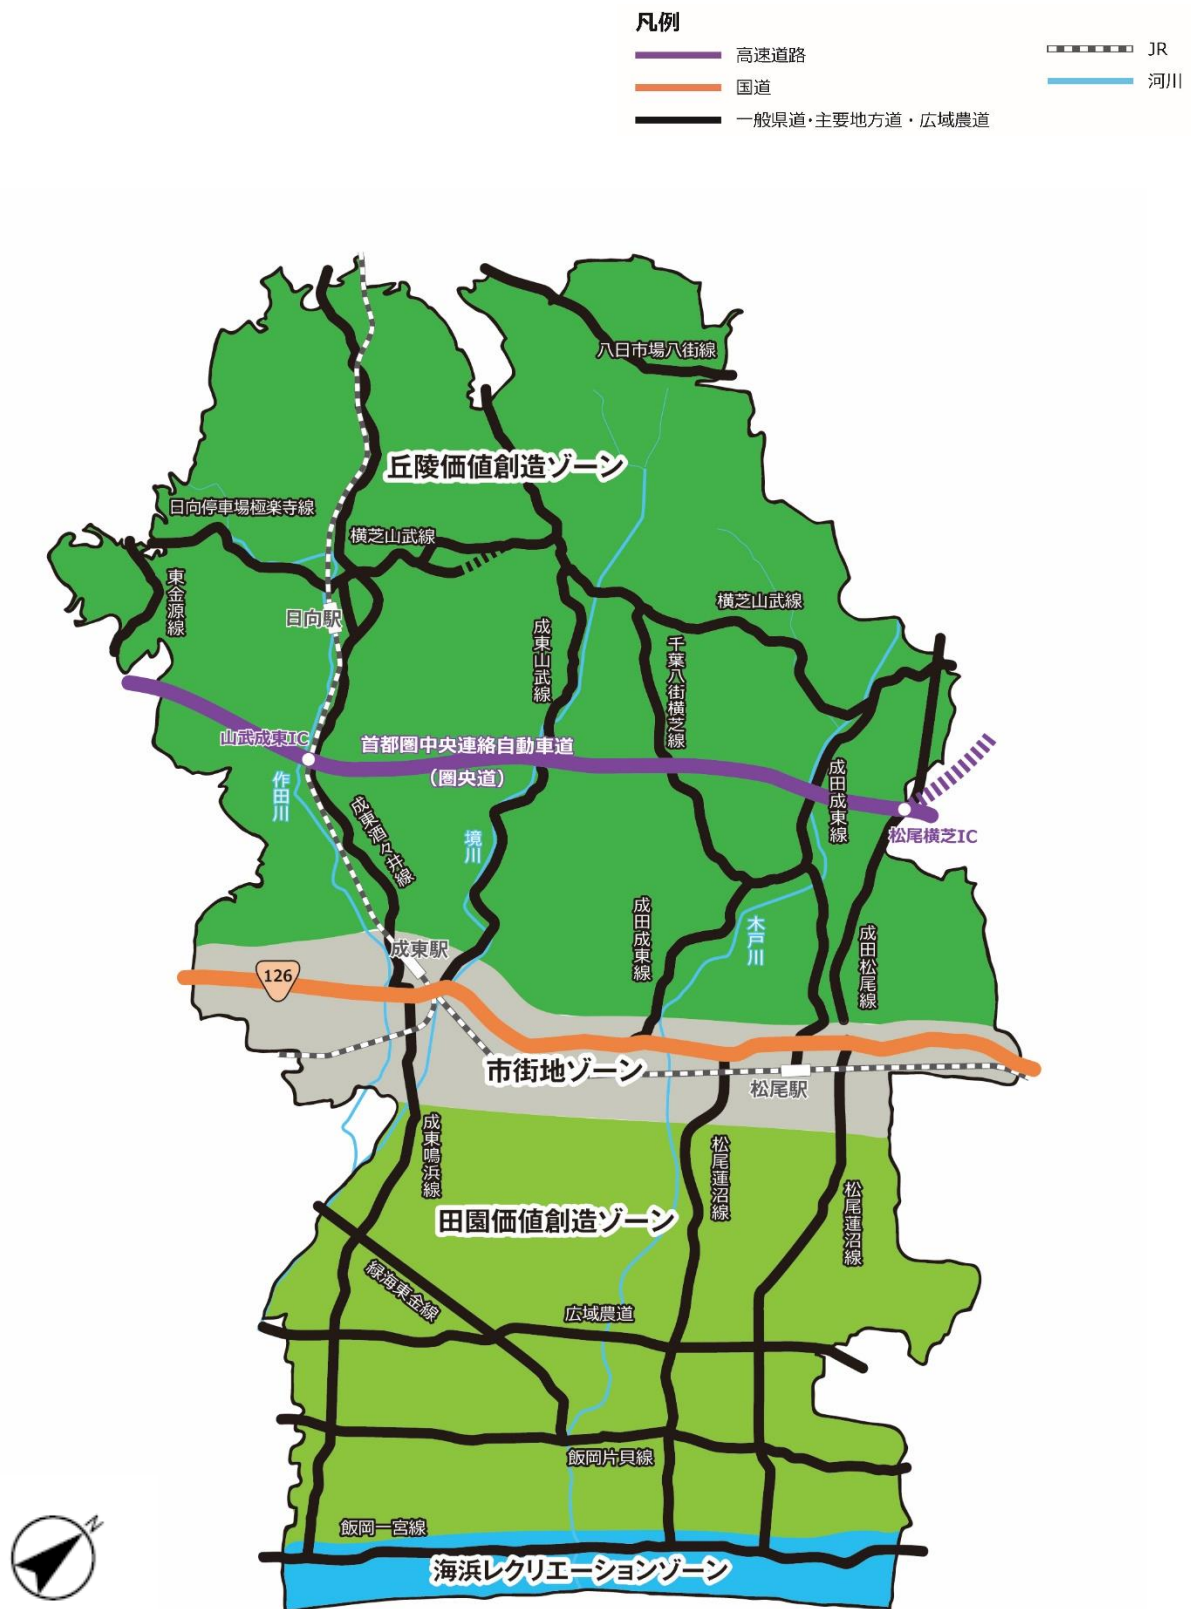 凡例
高速道路
国道
一般県道・主要地方道・広域農道
JR
河川
八日市場八街線
丘陵価値創造ゾーン
日向停車場極楽寺線
横芝山武線
東金源線
日向駅
成東山武線
横芝山武線
千葉八街横芝線
山武成東IC
首都圏中央連絡自動車道
(圏央道)
作田川
成東酒々井線
境川
成田成東線
松尾横芝IC
成田成東線
木戸川
成田松尾線
成東駅
126
市街地ゾーン
松尾駅
成東鳴浜線
松尾蓮沼線
松尾蓮沼線
田園価値創造ゾーン
緑海東金線
広域農道
飯岡片貝線
飯岡一宮線
海浜レクリエーションゾーン
N